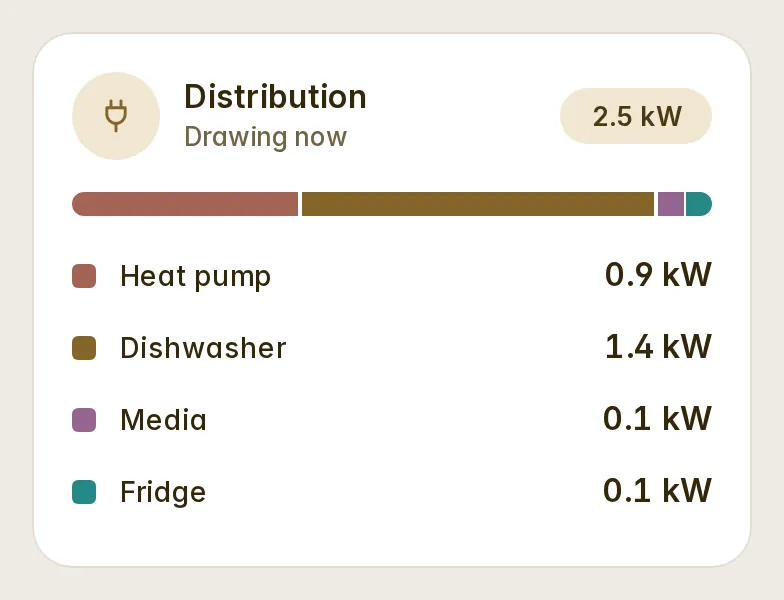 Distribution
Drawing now
2.5 kW
Heat pump 0.9 kW
Dishwasher 1.4 kW
Media 0.1 kW
Fridge 0.1 kW